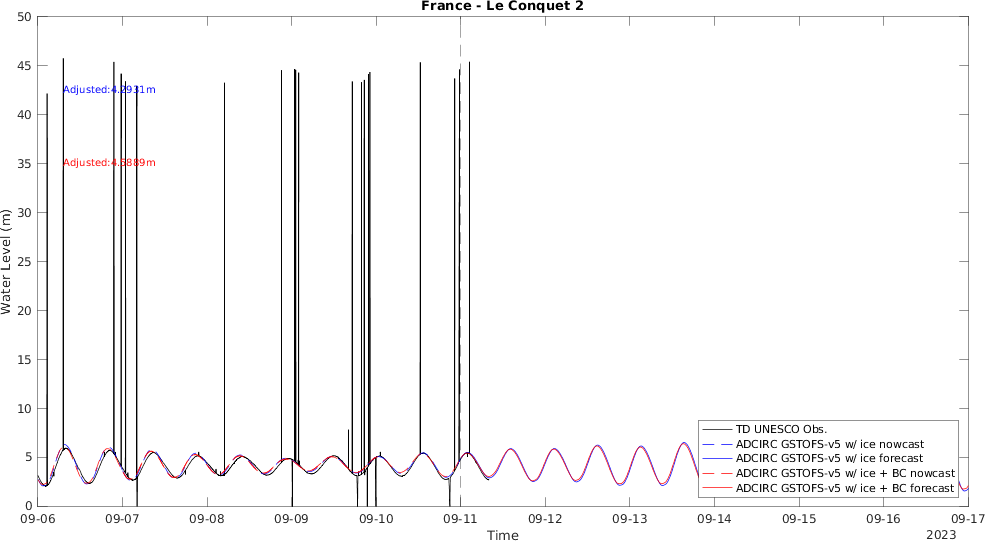 France - Le Conquet 2
50
45
40
35
30
25
20
15
10
5
0
Water Level (m)
Adjusted:4.2931m
Adjusted:4.5889m
TD UNESCO Obs.
ADCIRC GSTOFS-v5 w/ ice nowcast
ADCIRC GSTOFS-v5 w/ ice forecast
ADCIRC GSTOFS-v5 w/ ice + BC nowcast
ADCIRC GSTOFS-v5 w/ ice + BC forecast
09-06 09-07 09-08 09-09 09-10 09-11 09-12 09-13 09-14 09-15 09-16 09-17
Time
2023